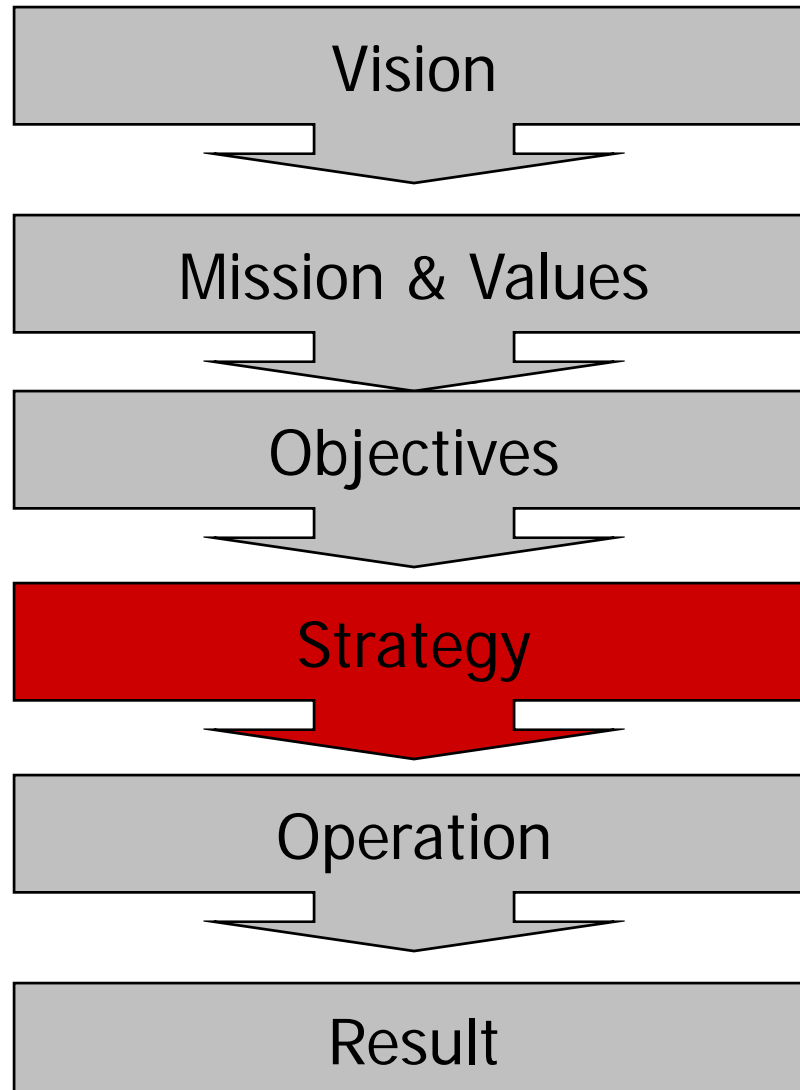 Vision
Mission & Values
Objectives
Strategy
Operation
Result